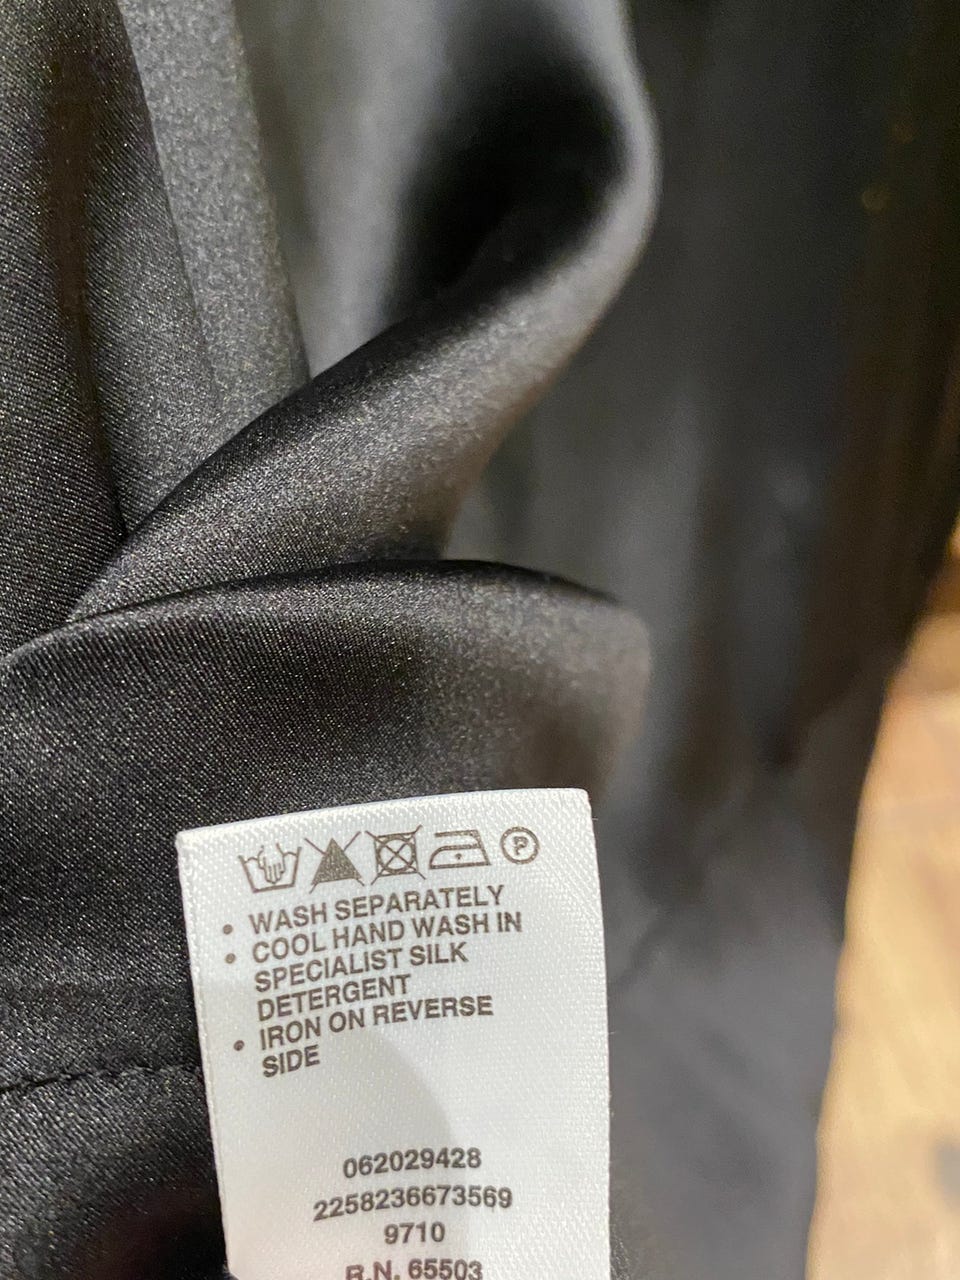 P
• WASH SEPARATELY
• COOL HAND WASH IN
SPECIALIST SILK
DETERGENT
• IRON ON REVERSE
SIDE
062029428
2258236673569
9710
R.N. 65503